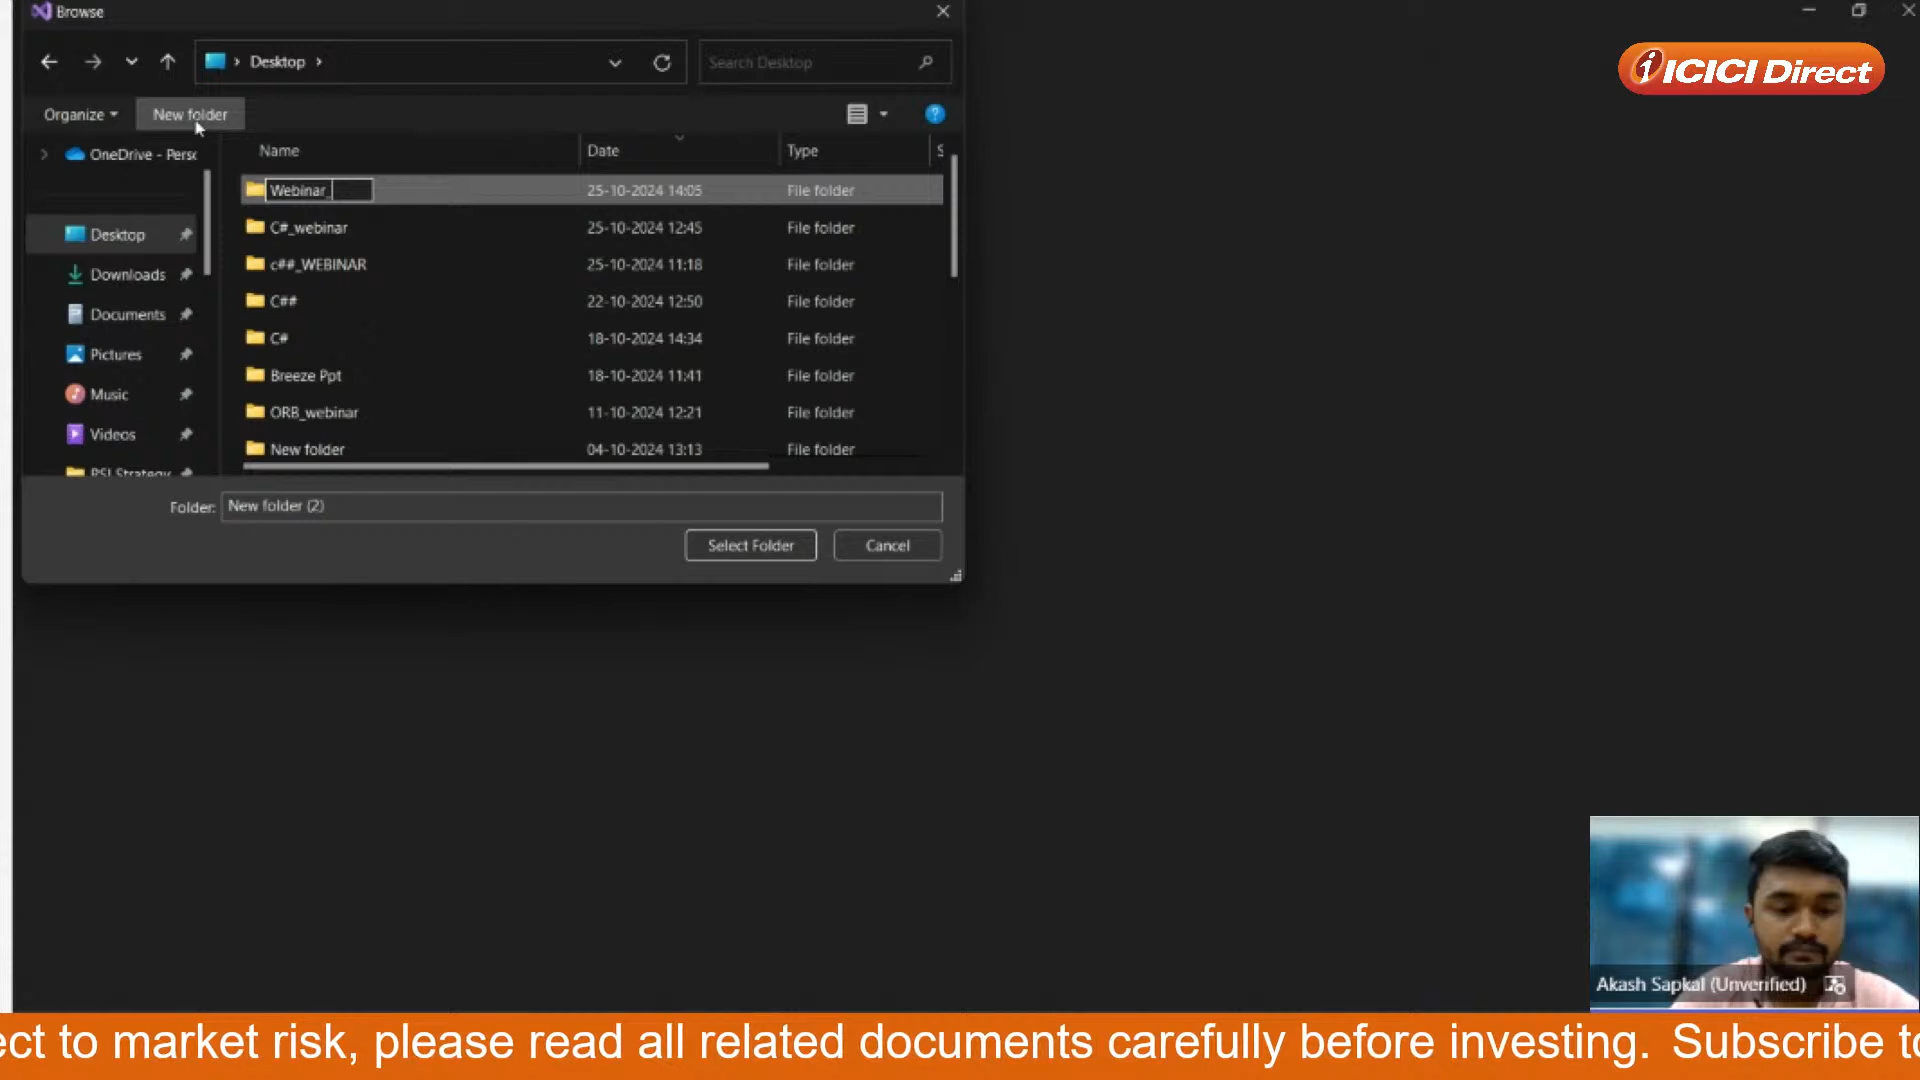 Browse
Desktop
Search Desktop
Organize
New folder
OneDrive - Perso
Desktop
Downloads
Documents
Pictures
Music
Videos
RSI Strategy
Name Date Type S
Webinar_ 25-10-2024 14:05 File folder
C#_webinar 25-10-2024 12:45 File folder
c##_WEBINAR 25-10-2024 11:18 File folder
C## 22-10-2024 12:50 File folder
C# 18-10-2024 14:34 File folder
Breeze Ppt 18-10-2024 11:41 File folder
ORB_webinar 11-10-2024 12:21 File folder
New folder 04-10-2024 13:13 File folder
Folder: New folder (2)
Select Folder
Cancel
ICICI Direct
Akash Sapkal (Unverified)
ect to market risk, please read all related documents carefully before investing. Subscribe to